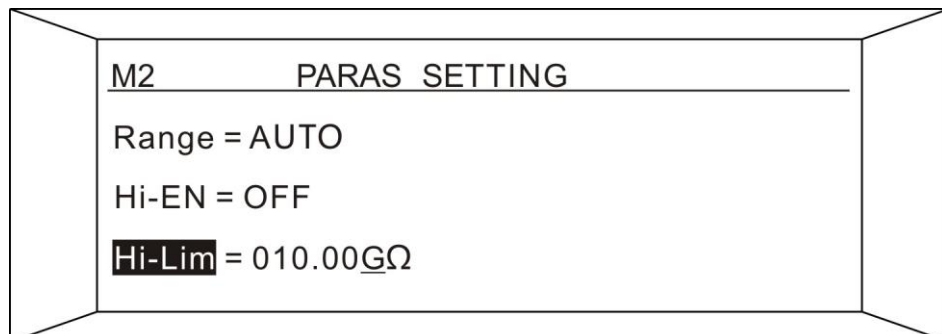 M2 PARAS SETTING
Range = AUTO
Hi-EN = OFF
Hi-Lim = 010.00GΩ